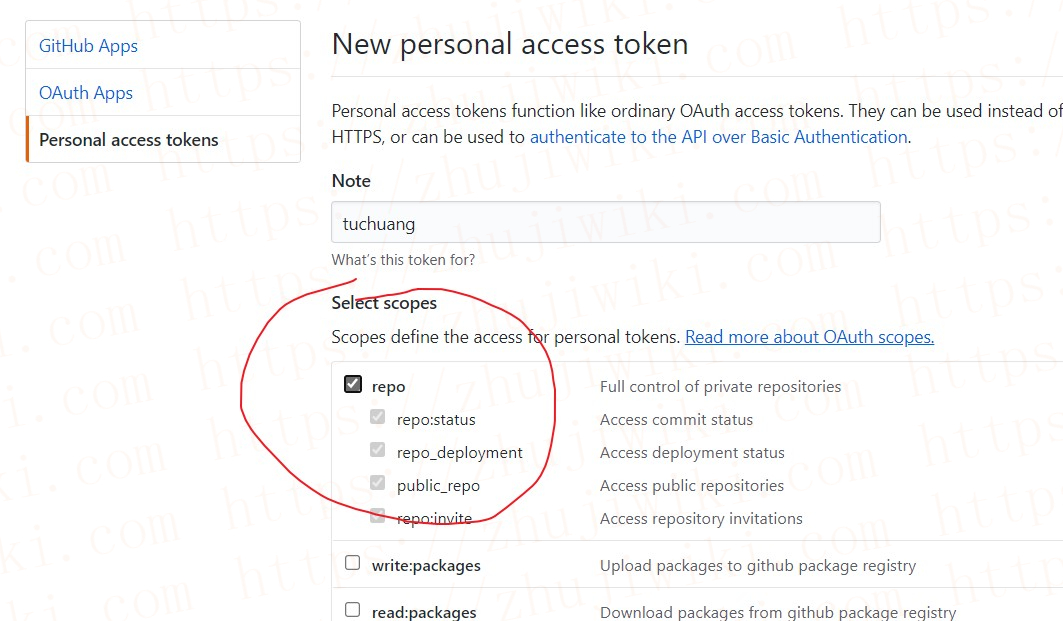 GitHub Apps
OAuth Apps
Personal access tokens
New personal access token
Personal access tokens function like ordinary OAuth access tokens. They can be used instead of
HTTPS, or can be used to authenticate to the API over Basic Authentication.
Note
tuchuang
What's this token for?
Select scopes
Scopes define the access for personal tokens. Read more about OAuth scopes.
repo Full control of private repositories
repo:status Access commit status
repo_deployment Access deployment status
public_repo Access public repositories
repo:invite Access repository invitations
write:packages Upload packages to github package registry
read:packages Download packages from github package registry
https://zhujiwiki.com